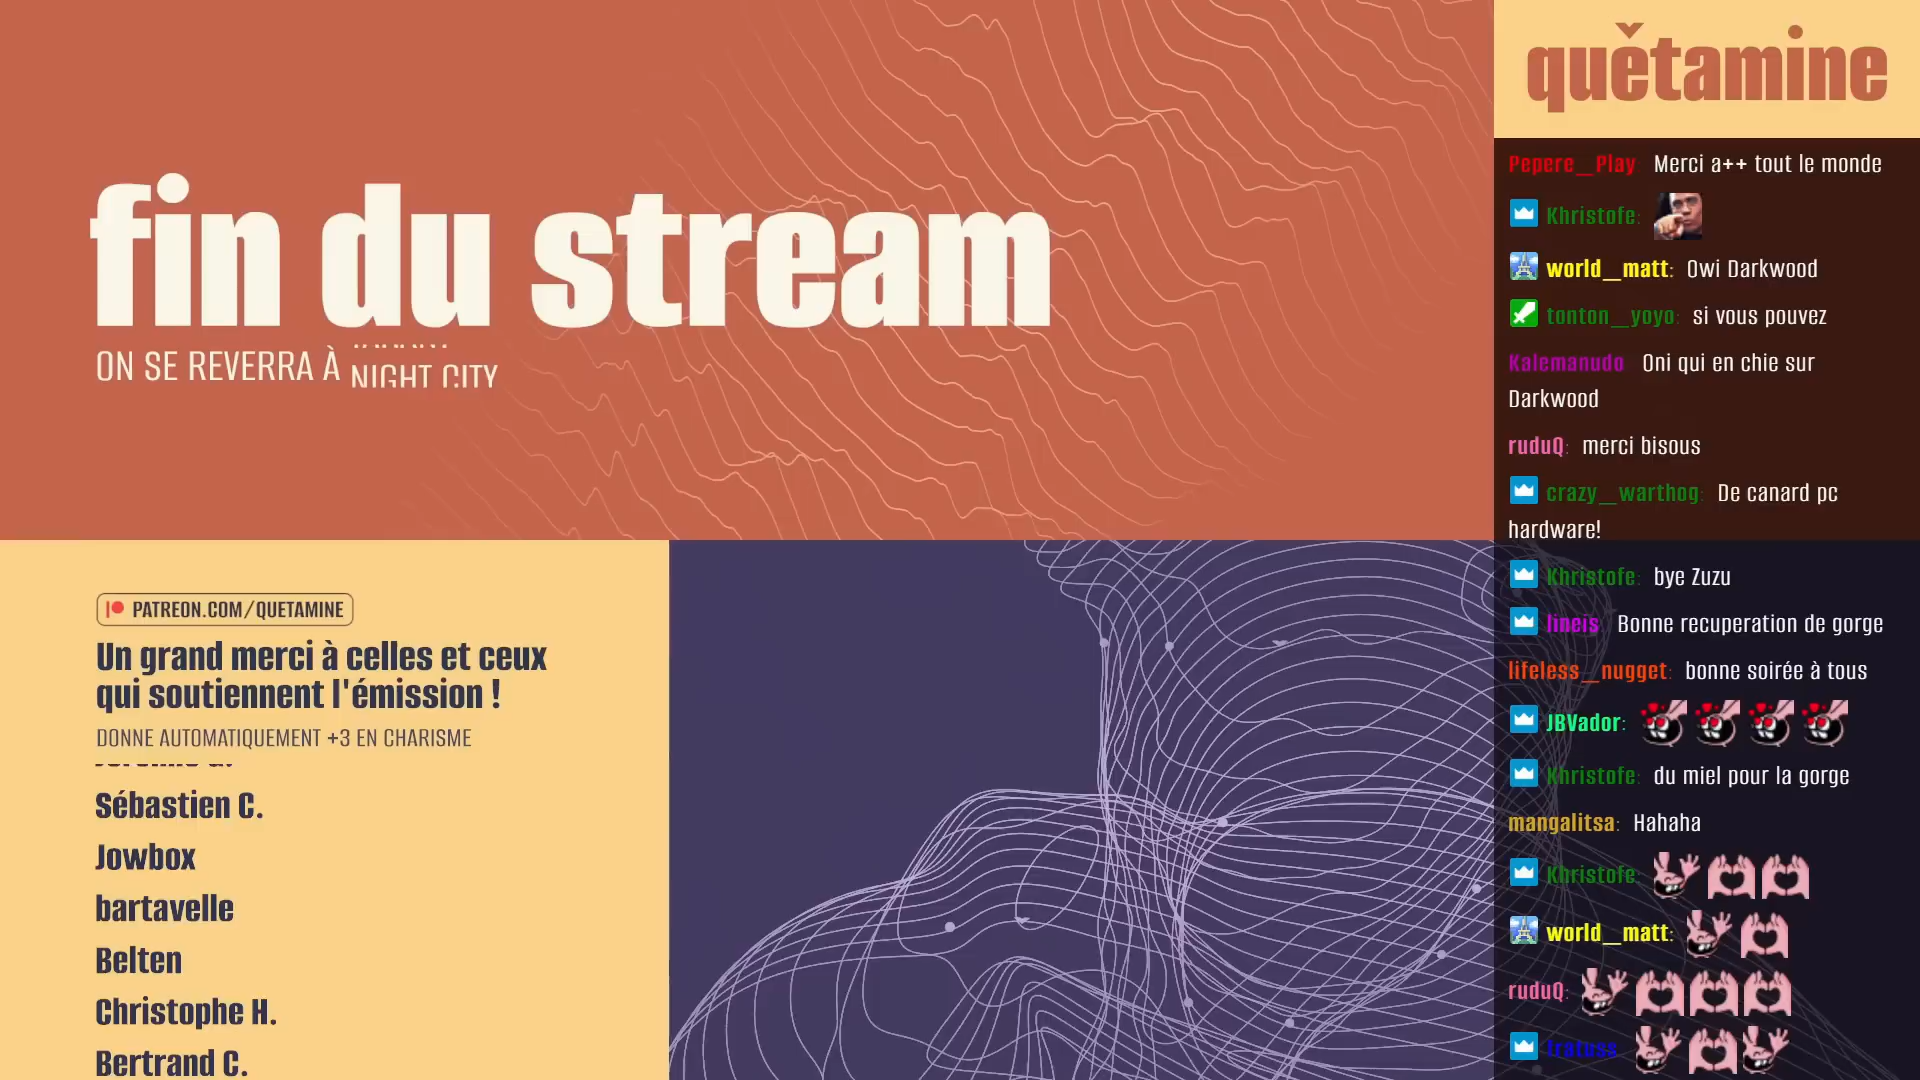 fin du stream
ON SE REVERRA À NIGHT CITY
PATREON.COM/QUETAMINE
Un grand merci à celles et ceux
qui soutiennent l'émission !
DONNE AUTOMATIQUEMENT +3 EN CHARISME
Sébastien C.
Jowbox
bartavelle
Belten
Christophe H.
Bertrand C.
quětamine
Pepere__Play: Merci a++ tout le monde
Khristofe:
world__matt: Owi Darkwood
tonton__yoyo: si vous pouvez
Kalemanudo: Oni qui en chie sur
Darkwood
ruduQ: merci bisous
crazy__warthog: De canard pc
hardware!
Khristofe: bye Zuzu
lineis: Bonne recuperation de gorge
lifeless__nugget: bonne soirée à tous
JBVador:
Khristofe: du miel pour la gorge
mangalitsa: Hahaha
Khristofe:
world__matt:
ruduQ: